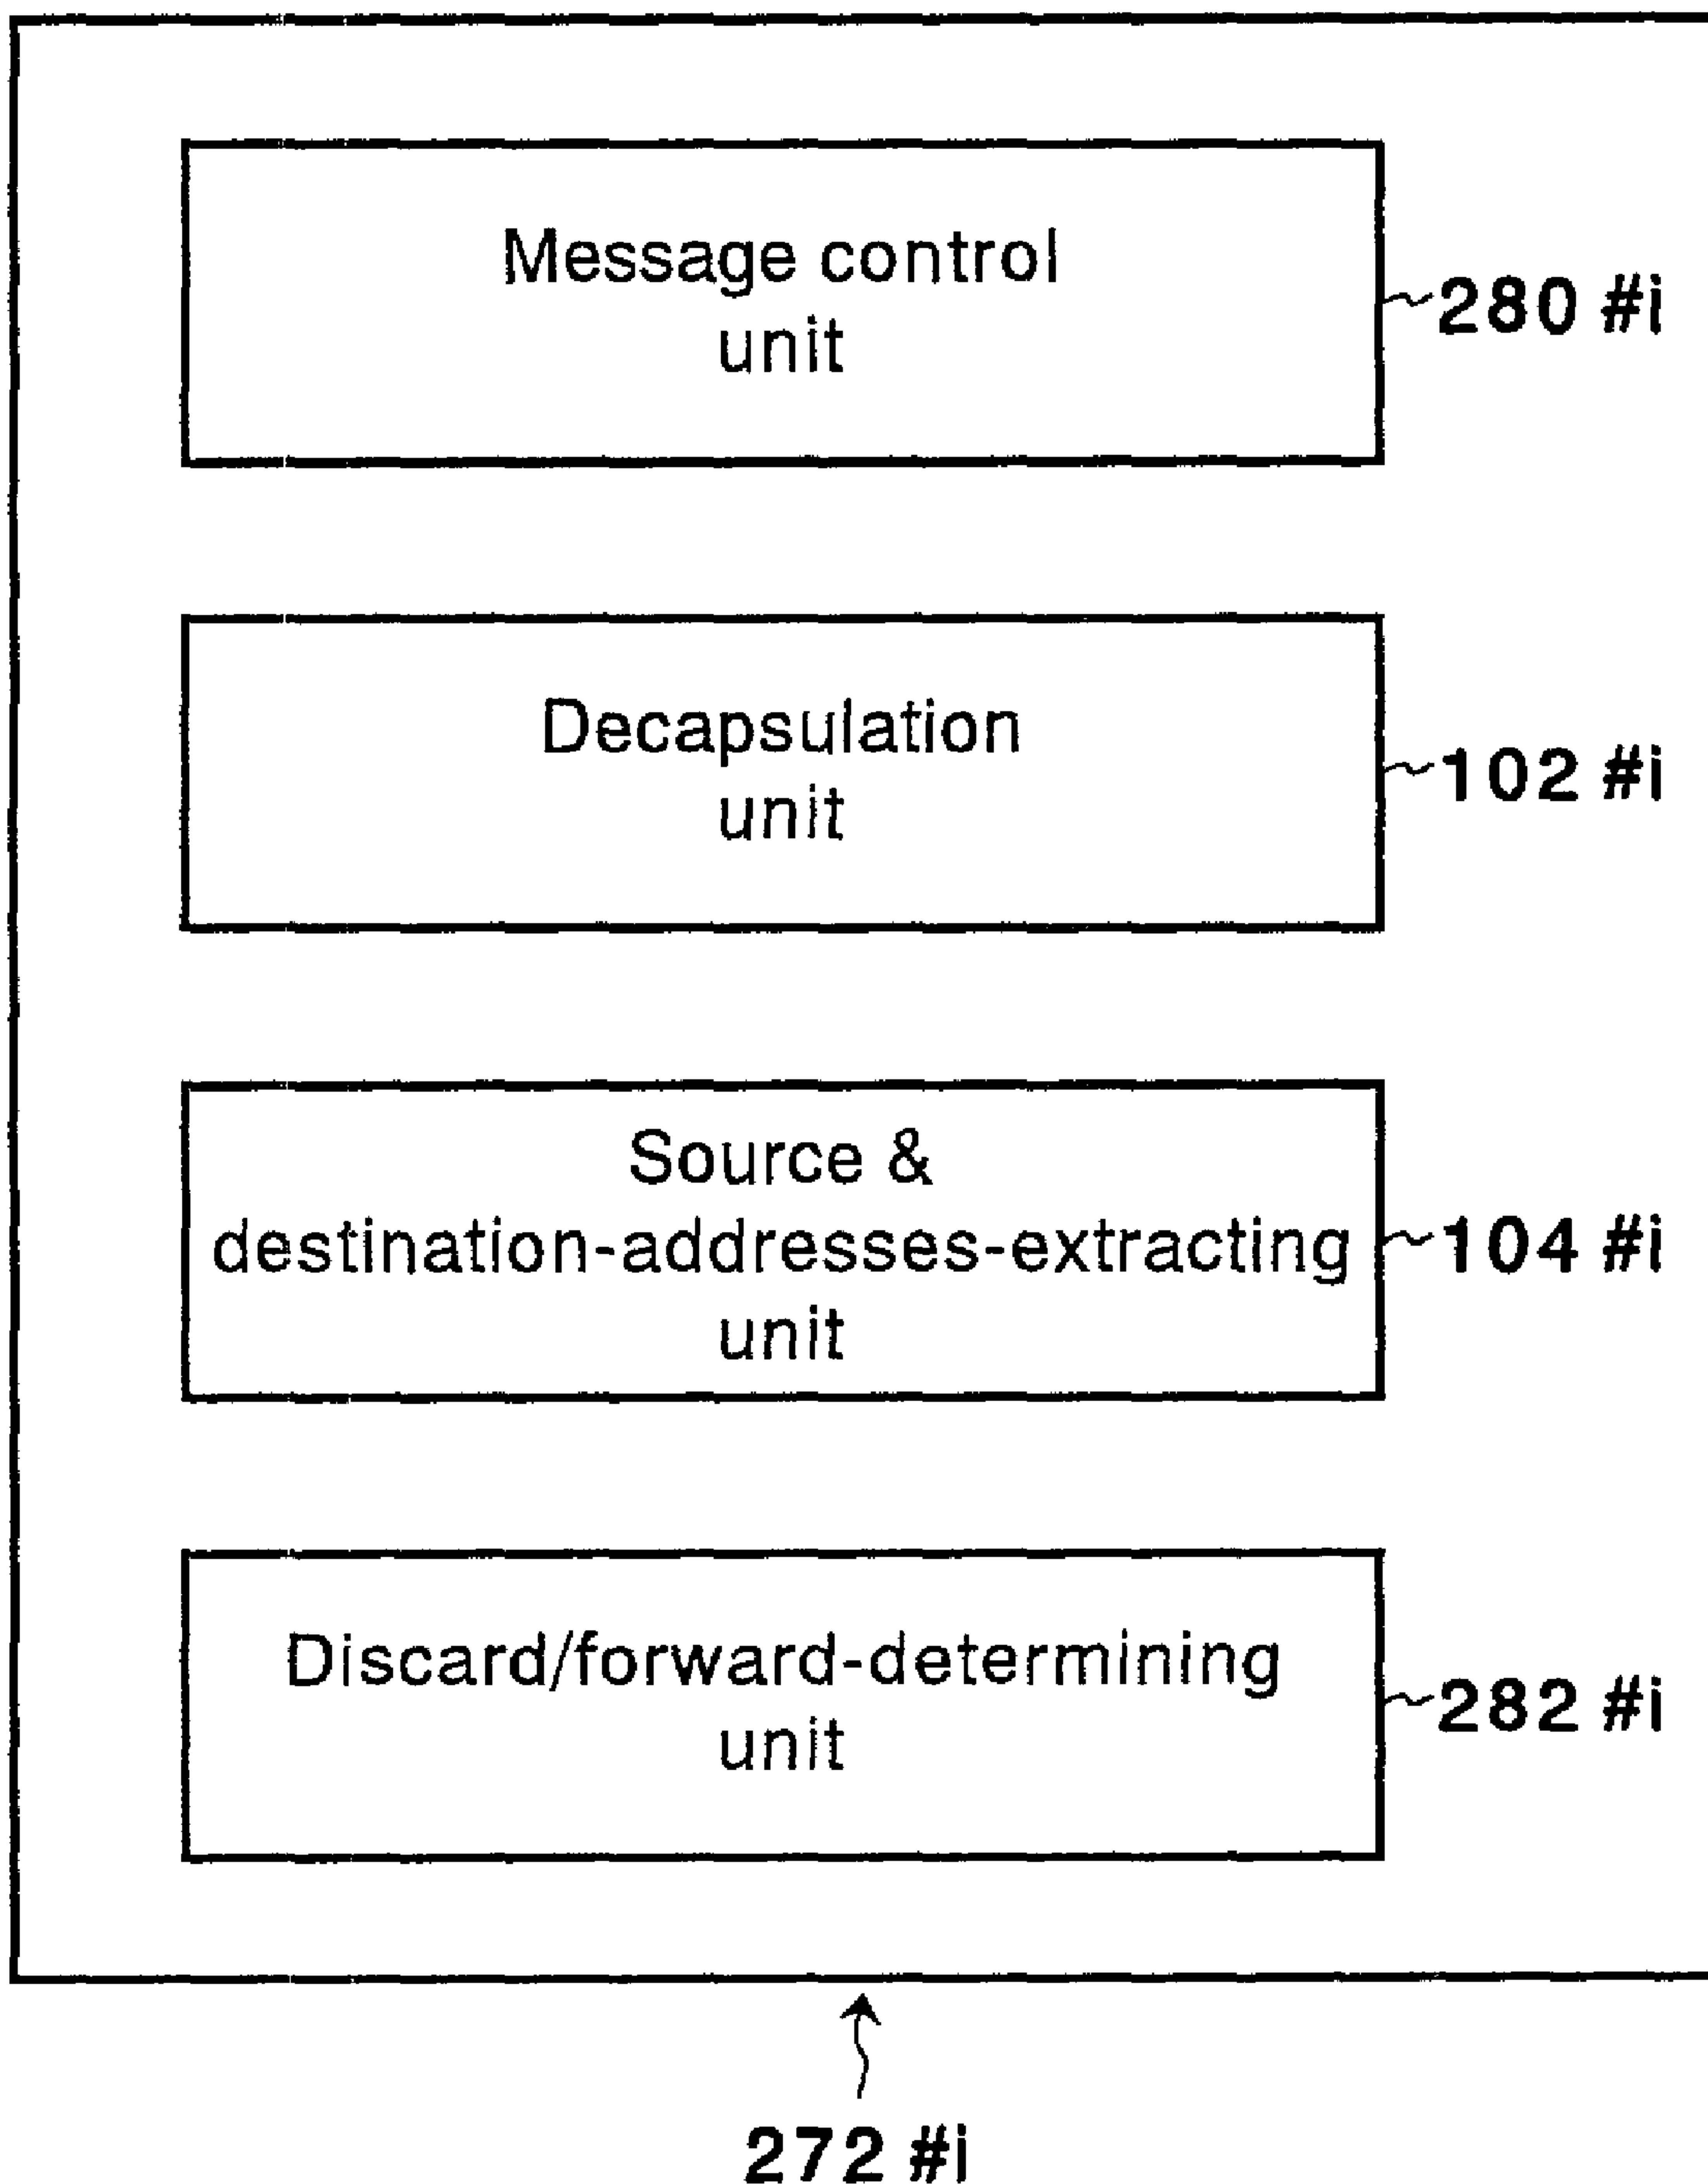 Message control
unit
280 #i
Decapsulation
unit
102 #i
Source &
destination-addresses-extracting
unit
104 #i
Discard/forward-determining
unit
282 #i
272 #i